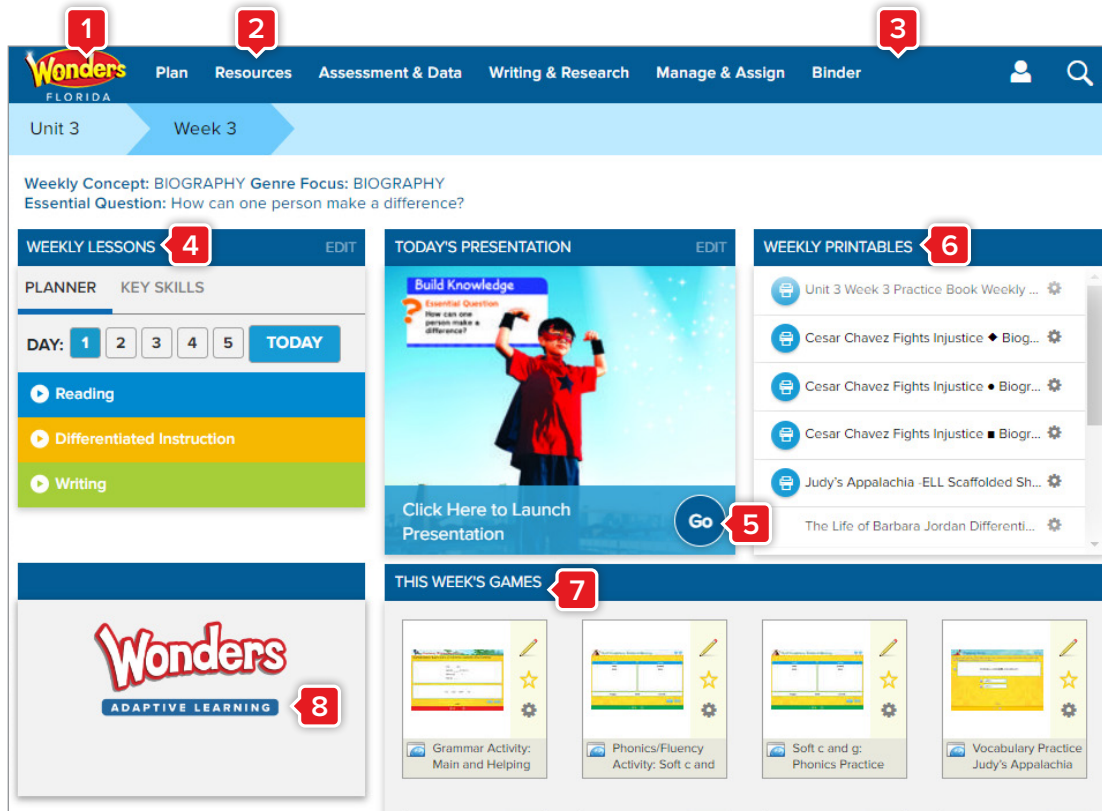 1
2
3
Wonders
FLORIDA
Plan Resources Assessment & Data Writing & Research Manage & Assign Binder
Unit 3 Week 3
Weekly Concept: BIOGRAPHY Genre Focus: BIOGRAPHY
Essential Question: How can one person make a difference?
WEEKLY LESSONS 4 EDIT
PLANNER KEY SKILLS
DAY: 1 2 3 4 5 TODAY
Reading
Differentiated Instruction
Writing
TODAY'S PRESENTATION EDIT
Build Knowledge
? Essential Question
How can one
person make a
difference?
Click Here to Launch
Presentation
Go 5
WEEKLY PRINTABLES 6
Unit 3 Week 3 Practice Book Weekly ...
Cesar Chavez Fights Injustice ◆ Biog...
Cesar Chavez Fights Injustice ● Biogr...
Cesar Chavez Fights Injustice ■ Biogr...
Judy's Appalachia -ELL Scaffolded Sh...
The Life of Barbara Jordan Differenti...
Wonders
ADAPTIVE LEARNING 8
THIS WEEK'S GAMES 7
Grammar Activity:
Main and Helping
Phonics/Fluency
Activity: Soft c and
Soft c and g:
Phonics Practice
Vocabulary Practice
Judy's Appalachia